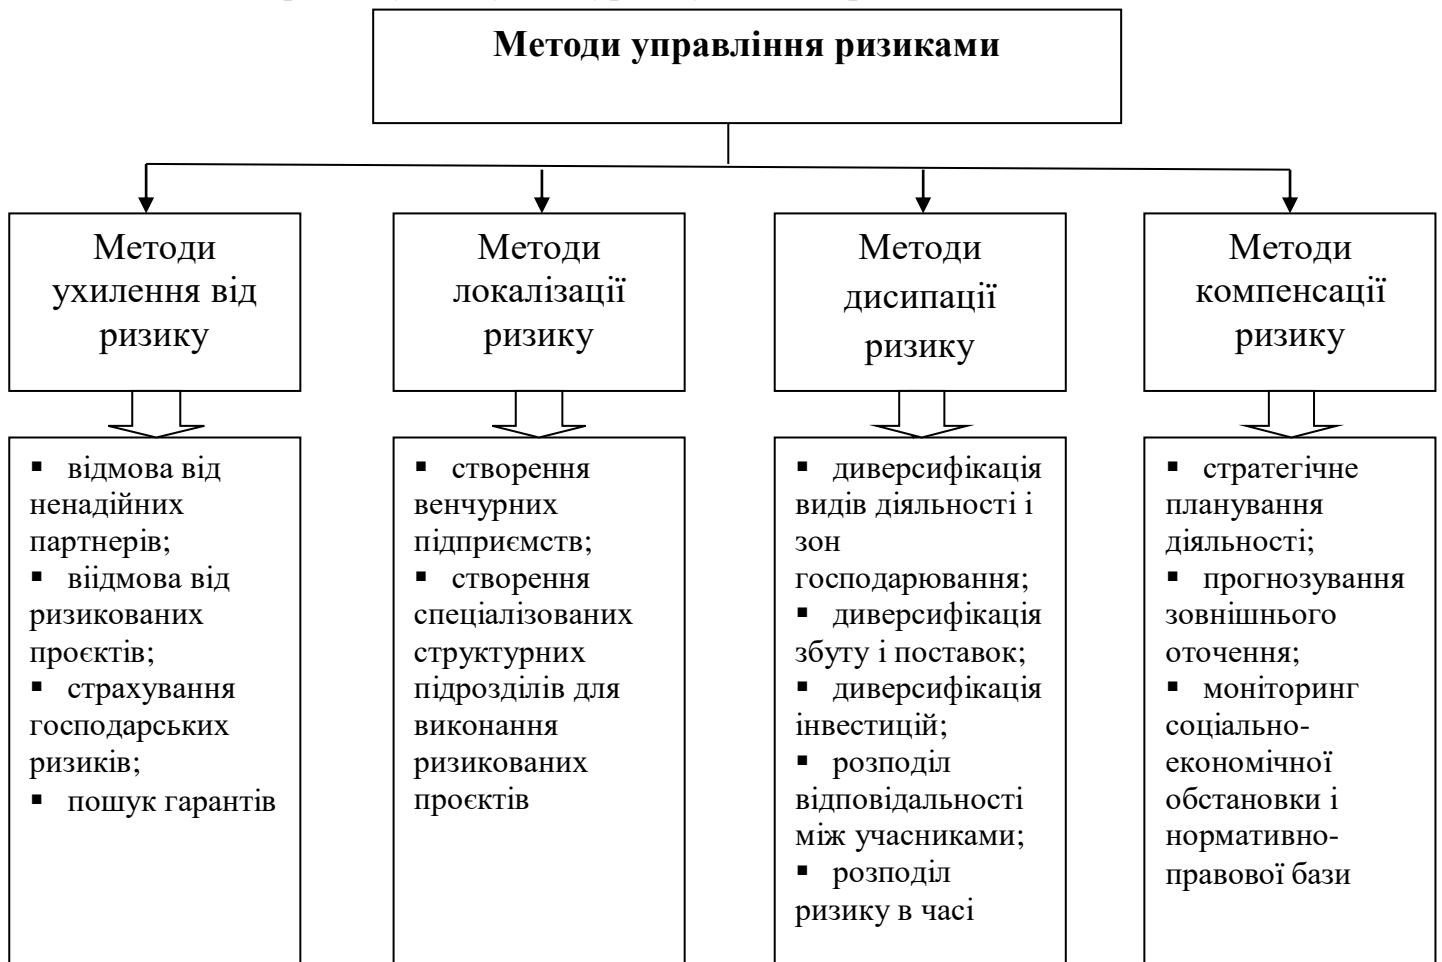 Методи управління ризиками
Методи
ухилення від
ризику
Методи
локалізації
ризику
Методи
дисипації
ризику
Методи
компенсації
ризику
▪ відмова від
ненадійних
партнерів;
▪ віідмова від
ризикованих
проєктів;
▪ страхування
господарських
ризиків;
▪ пошук гарантів
▪ створення
венчурних
підприємств;
▪ створення
спеціалізованих
структурних
підрозділів для
виконання
ризикованих
проєктів
▪ диверсифікація
видів діяльності і
зон
господарювання;
▪ диверсифікація
збуту і поставок;
▪ диверсифікація
інвестицій;
▪ розподіл
відповідальності
між учасниками;
▪ розподіл
ризику в часі
▪ стратегічне
планування
діяльності;
▪ прогнозування
зовнішнього
оточення;
▪ моніторинг
соціально-
економічної
обстановки і
нормативно-
правової бази